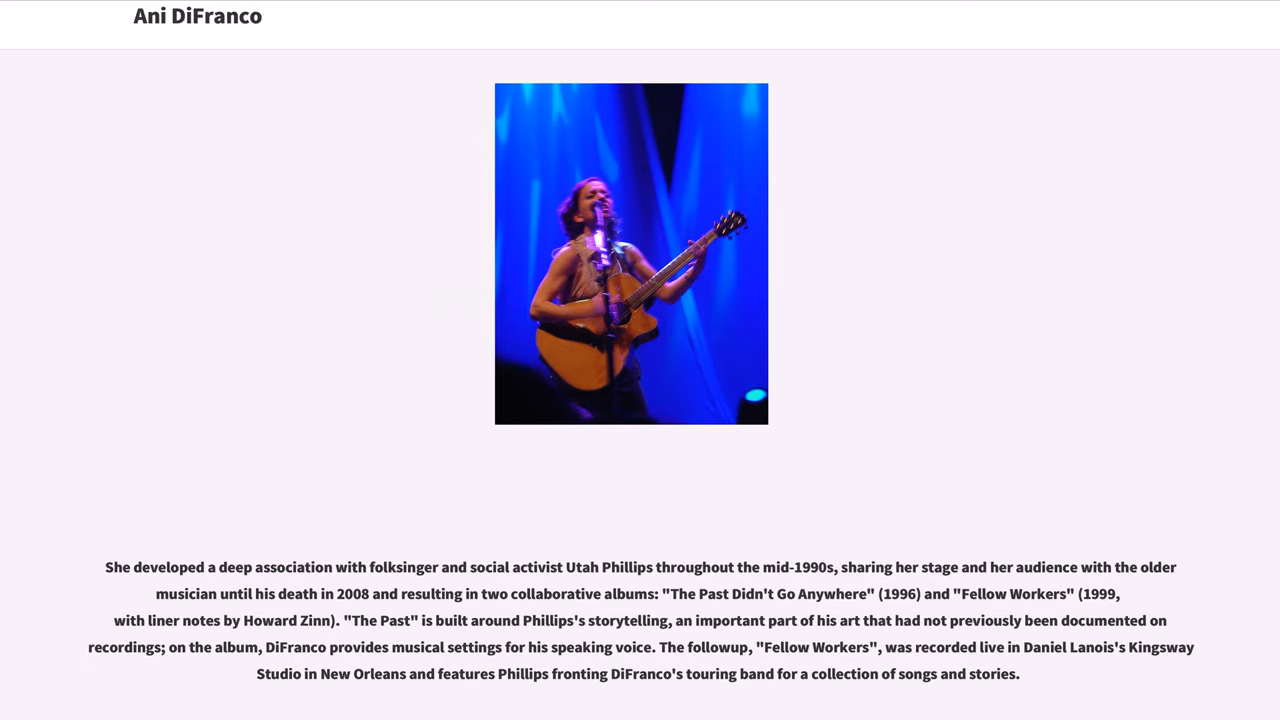 Ani DiFranco
She developed a deep association with folksinger and social activist Utah Phillips throughout the mid-1990s, sharing her stage and her audience with the older
musician until his death in 2008 and resulting in two collaborative albums: "The Past Didn't Go Anywhere" (1996) and "Fellow Workers" (1999,
with liner notes by Howard Zinn). "The Past" is built around Phillips's storytelling, an important part of his art that had not previously been documented on
recordings; on the album, DiFranco provides musical settings for his speaking voice. The followup, "Fellow Workers", was recorded live in Daniel Lanois's Kingsway
Studio in New Orleans and features Phillips fronting DiFranco's touring band for a collection of songs and stories.